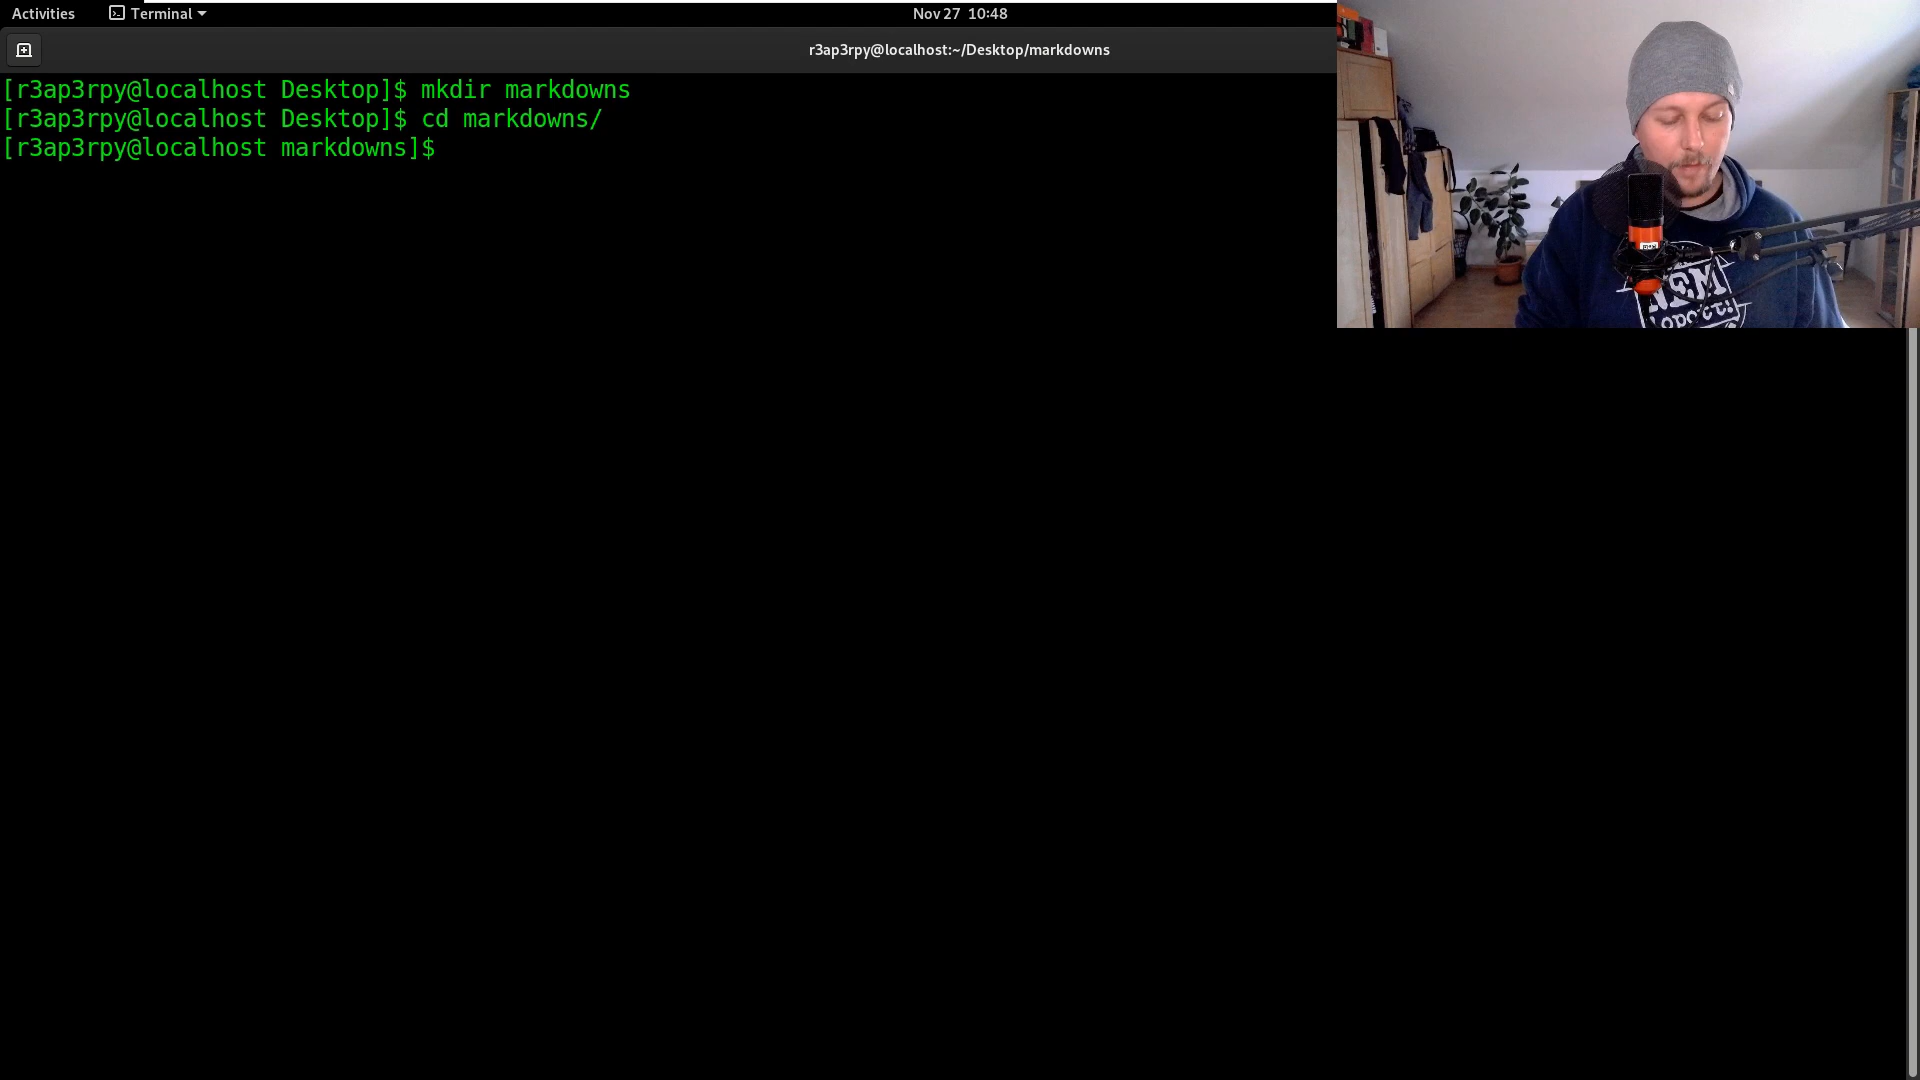 Activities Terminal Nov 27 10:48
r3ap3rpy@localhost:~/Desktop/markdowns
[r3ap3rpy@localhost Desktop]$ mkdir markdowns
[r3ap3rpy@localhost Desktop]$ cd markdowns/
[r3ap3rpy@localhost markdowns]$
NEM